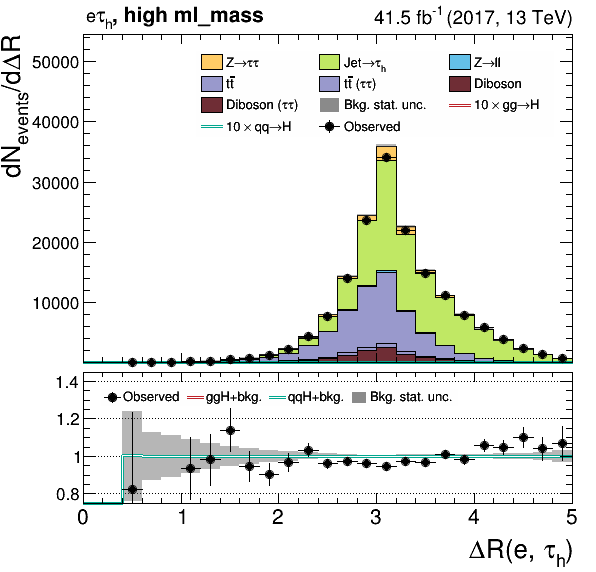 eτh, high ml_mass 41.5 fb-1 (2017, 13 TeV)
dNevents/dΔR
50000
40000
30000
20000
10000
Z→ττ Jet→τh Z→ll
tt̄ tt̄ (ττ) Diboson
Diboson (ττ) Bkg. stat. unc. 10 × gg→H
10 × qq→H Observed
1.4
1.2
1
0.8
Observed ggH+bkg. qqH+bkg. Bkg. stat. unc.
0 1 2 3 4 5
ΔR(e, τh)